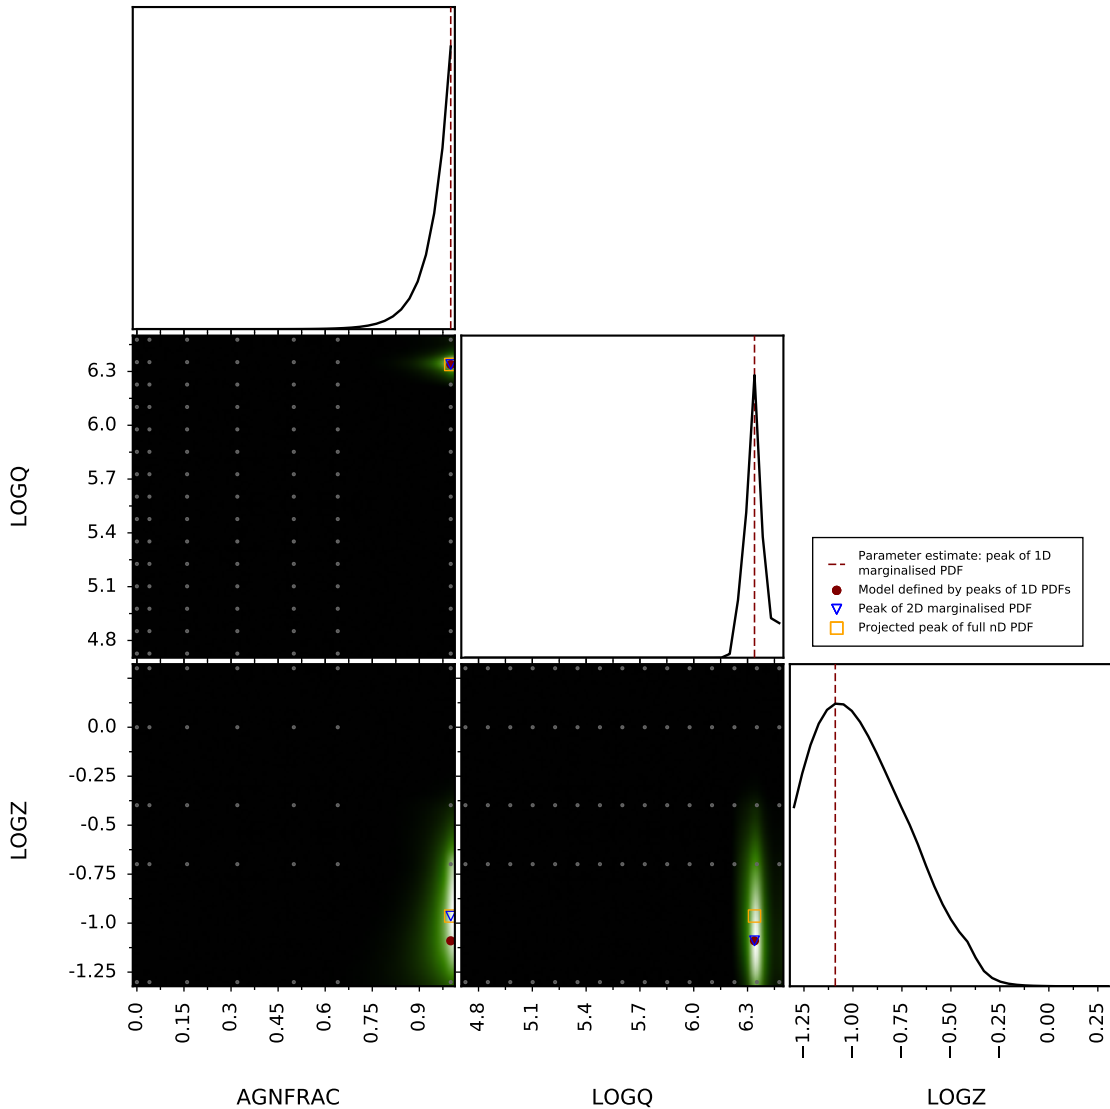 6.3
6.0
5.7
5.4
5.1
4.8
LOGQ
Parameter estimate: peak of 1D
marginalised PDF
Model defined by peaks of 1D PDFs
Peak of 2D marginalised PDF
Projected peak of full nD PDF
0.0
-0.25
-0.5
-0.75
-1.0
-1.25
LOGZ
0.0 0.15 0.3 0.45 0.6 0.75 0.9
4.8 5.1 5.4 5.7 6.0 6.3
−1.25 −1.00 −0.75 −0.50 −0.25 0.00 0.25
AGNFRAC LOGQ LOGZ